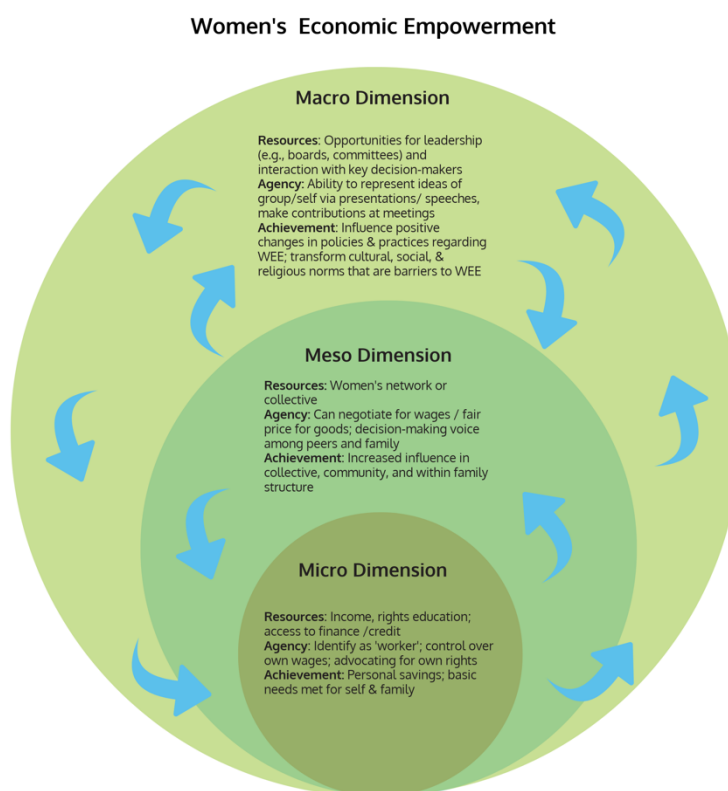 Women's  Economic Empowerment
Macro Dimension
Resources: Opportunities for leadership
(e.g., boards, committees) and
interaction with key decision-makers
Agency: Ability to represent ideas of
group/self via presentations/ speeches,
make contributions at meetings
Achievement: Influence positive
changes in policies & practices regarding
WEE; transform cultural, social, &
religious norms that are barriers to WEE
Meso Dimension
Resources: Women's network or
collective
Agency: Can negotiate for wages / fair
price for goods; decision-making voice
among peers and family
Achievement: Increased influence in
collective, community, and within family
structure
Micro Dimension
Resources: Income, rights education;
access to finance /credit
Agency: Identify as 'worker'; control over
own wages; advocating for own rights
Achievement: Personal savings; basic
needs met for self & family